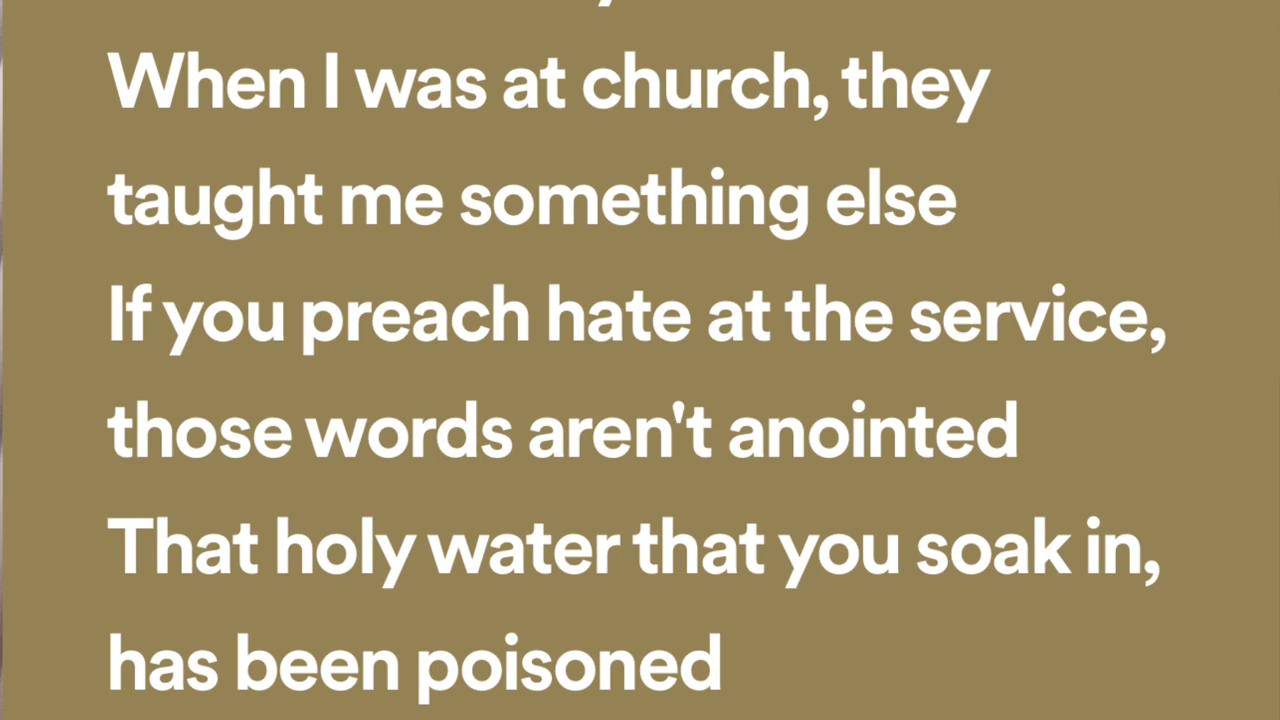 When I was at church, they
taught me something else
If you preach hate at the service,
those words aren't anointed
That holy water that you soak in,
has been poisoned